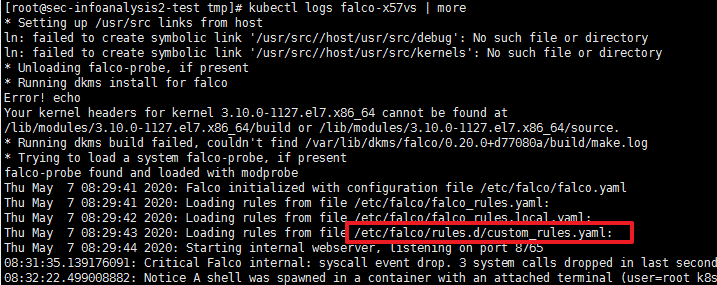 [root@sec-infoanalysis2-test tmp]# kubectl logs falco-x57vs | more
* Setting up /usr/src links from host
ln: failed to create symbolic link '/usr/src//host/usr/src/debug': No such file or directory
ln: failed to create symbolic link '/usr/src//host/usr/src/kernels': No such file or directory
* Unloading falco-probe, if present
* Running dkms install for falco
Error! echo
Your kernel headers for kernel 3.10.0-1127.el7.x86_64 cannot be found at
/lib/modules/3.10.0-1127.el7.x86_64/build or /lib/modules/3.10.0-1127.el7.x86_64/source.
* Running dkms build failed, couldn't find /var/lib/dkms/falco/0.20.0+d77080a/build/make.log
* Trying to load a system falco-probe, if present
falco-probe found and loaded with modprobe
Thu May  7 08:29:41 2020: Falco initialized with configuration file /etc/falco/falco.yaml
Thu May  7 08:29:41 2020: Loading rules from file /etc/falco/falco_rules.yaml:
Thu May  7 08:29:42 2020: Loading rules from file /etc/falco/falco_rules.local.yaml:
Thu May  7 08:29:43 2020: Loading rules from file /etc/falco/rules.d/custom_rules.yaml:
Thu May  7 08:29:44 2020: Starting internal webserver, listening on port 8765
08:31:35.139176091: Critical Falco internal: syscall event drop. 3 system calls dropped in last second
08:32:22.499008882: Notice A shell was spawned in a container with an attached terminal (user=root k8s